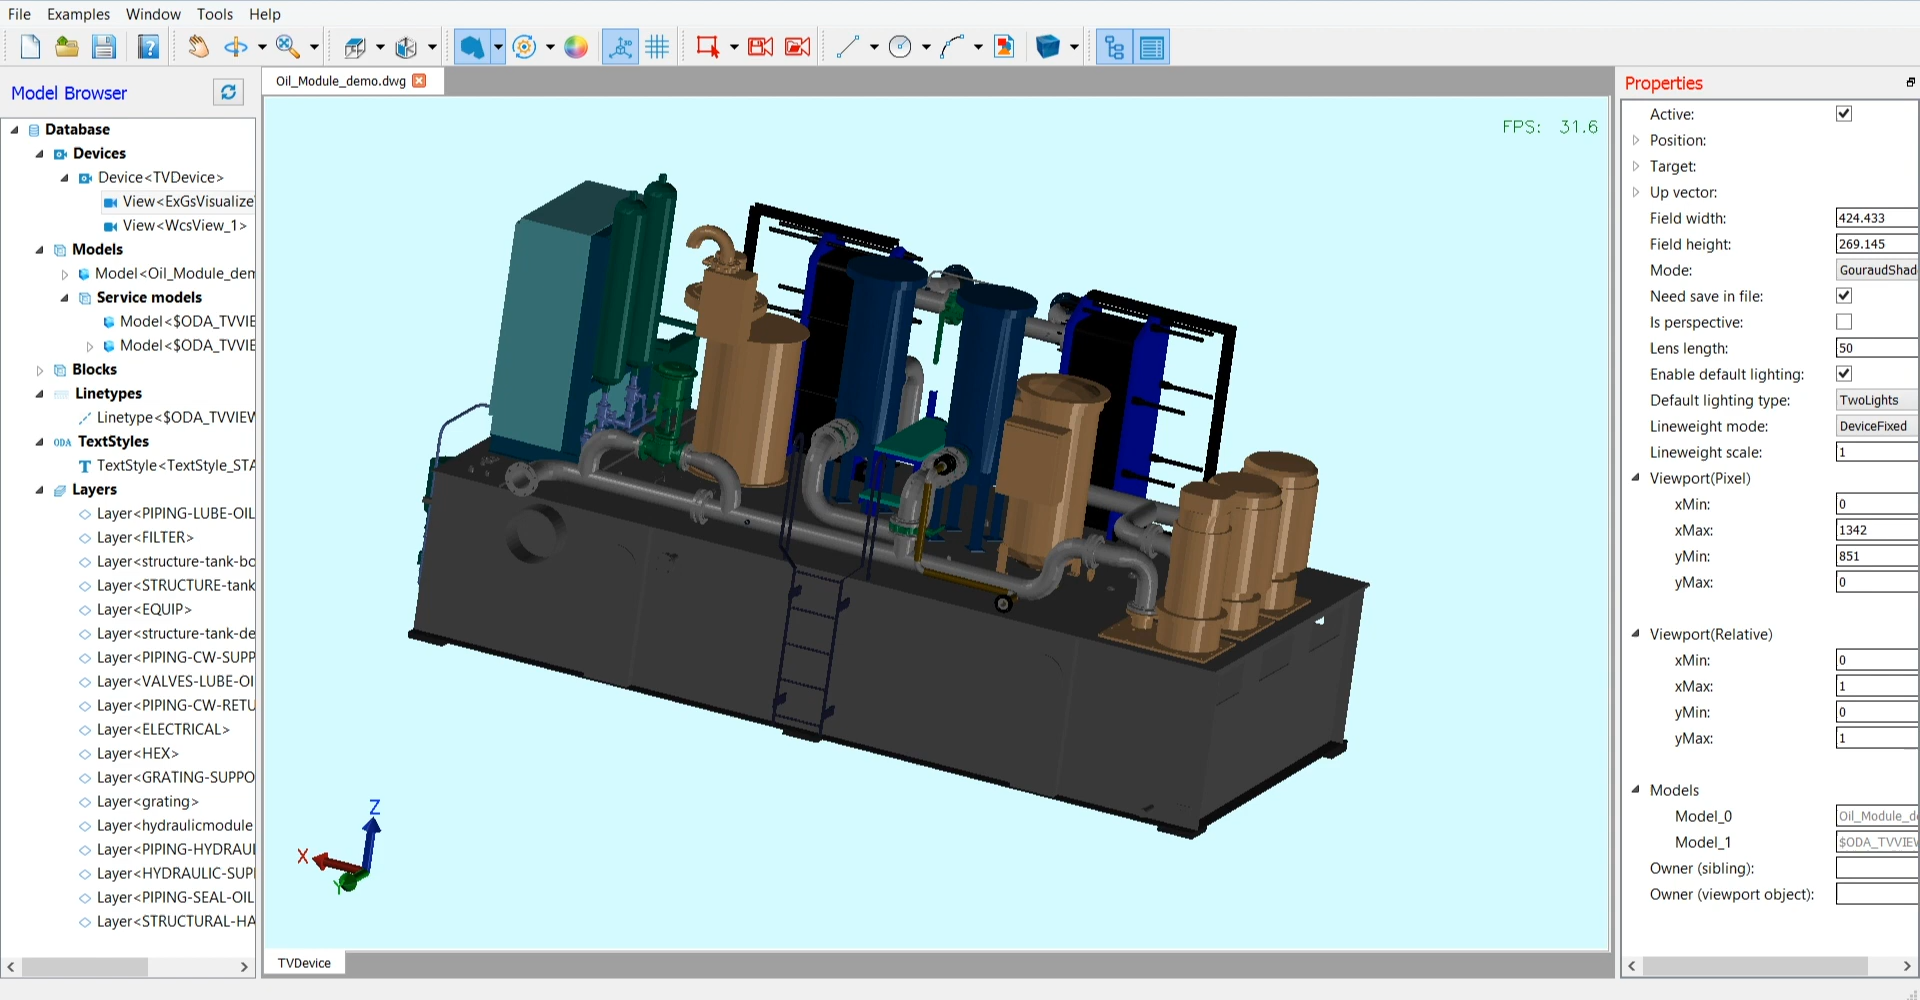 File Examples Window Tools Help
Model Browser
Database
Devices
Device<TVDevice>
View<ExGsVisualize
View<WcsView_1>
Models
Model<Oil_Module_dem
Service models
Model<$ODA_TVVIE
Model<$ODA_TVVIE
Blocks
Linetypes
Linetype<$ODA_TVVIEW
ODA TextStyles
T TextStyle<TextStyle_STA
Layers
Layer<PIPING-LUBE-OIL
Layer<FILTER>
Layer<structure-tank-bo
Layer<STRUCTURE-tank
Layer<EQUIP>
Layer<structure-tank-de
Layer<PIPING-CW-SUPP
Layer<VALVES-LUBE-OI
Layer<PIPING-CW-RETU
Layer<ELECTRICAL>
Layer<HEX>
Layer<GRATING-SUPPO
Layer<grating>
Layer<hydraulicmodule
Layer<PIPING-HYDRAUL
Layer<HYDRAULIC-SUPP
Layer<PIPING-SEAL-OIL
Layer<STRUCTURAL-HA
Oil_Module_demo.dwg
FPS: 31.6
Z
X
Y
TVDevice
Properties
Active:
Position:
Target:
Up vector:
Field width: 424.433
Field height: 269.145
Mode: GouraudShad
Need save in file:
Is perspective:
Lens length: 50
Enable default lighting:
Default lighting type: TwoLights
Lineweight mode: DeviceFixed
Lineweight scale: 1
Viewport(Pixel)
xMin: 0
xMax: 1342
yMin: 851
yMax: 0
Viewport(Relative)
xMin: 0
xMax: 1
yMin: 0
yMax: 1
Models
Model_0 Oil_Module_de
Model_1 $ODA_TVVIEW
Owner (sibling):
Owner (viewport object):